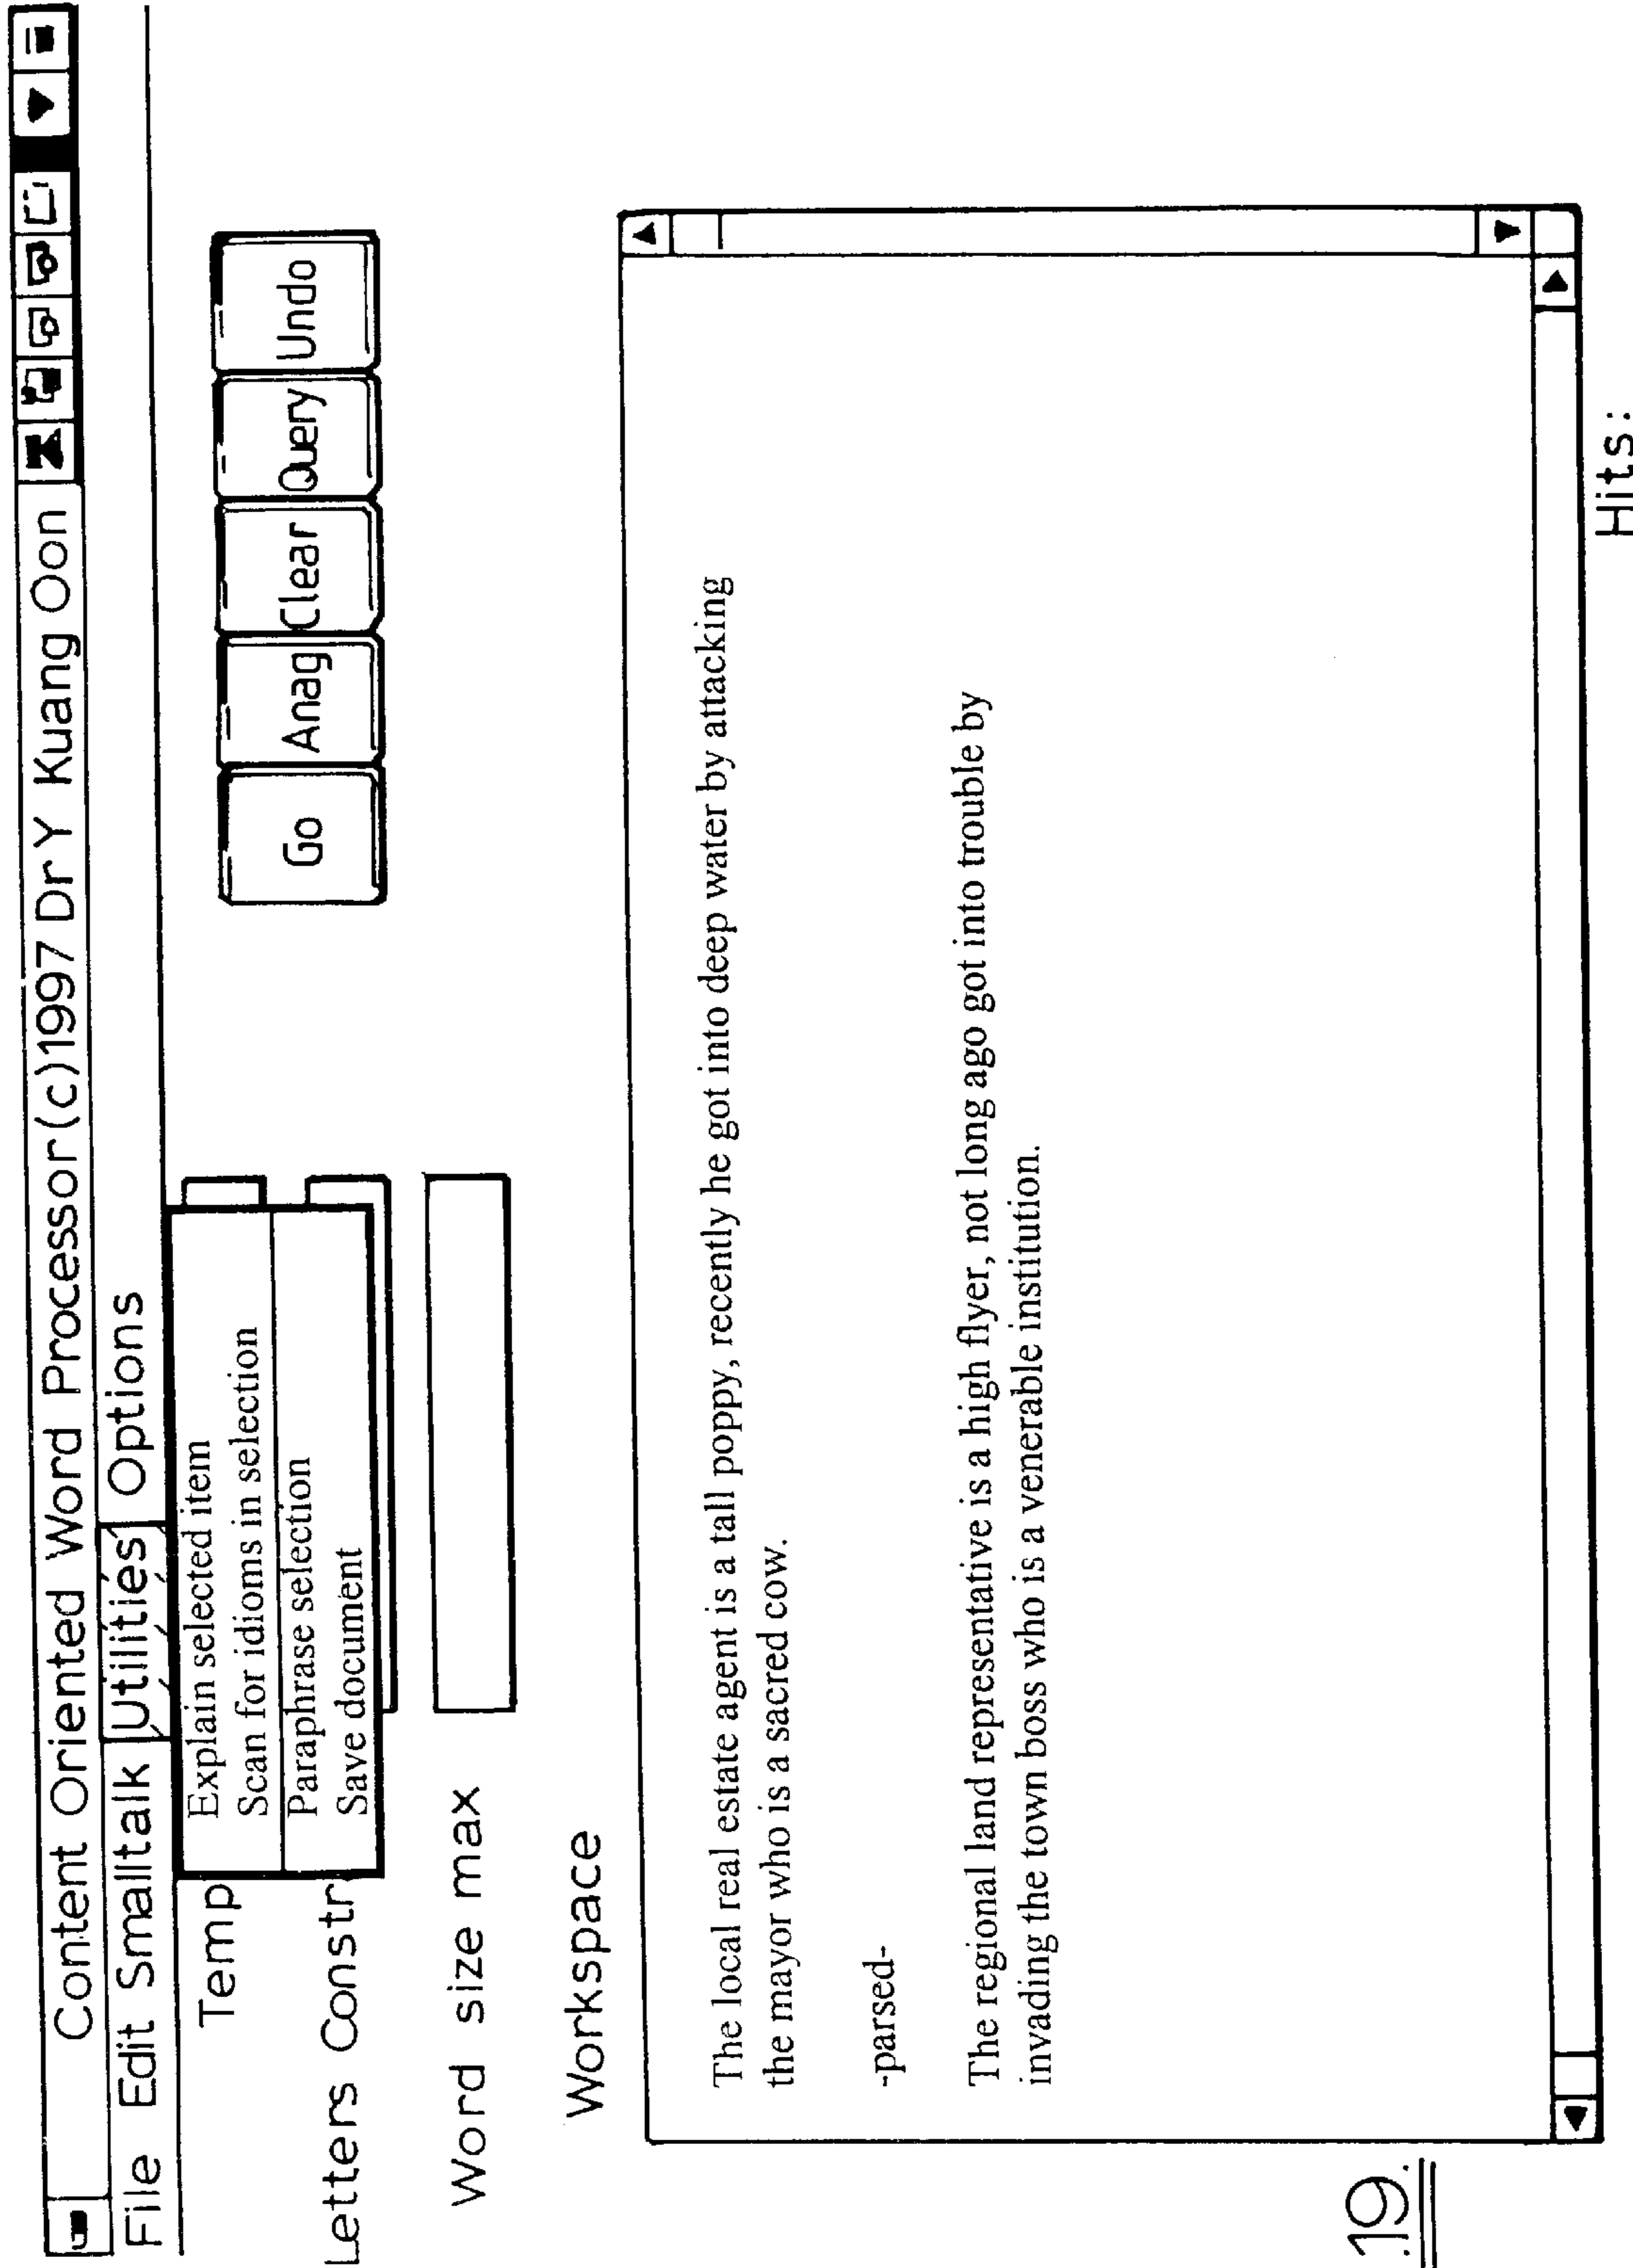 Content Oriented Word Processor (c)1997 Dr Y Kuang Oon
File Edit Smalltalk Utilities Options
Explain selected item
Scan for idioms in selection
Paraphrase selection
Save document
Temp
Letters Constr
Word size max
Go Anag Clear Query Undo
Workspace
The local real estate agent is a tall poppy, recently he got into deep water by attacking
the mayor who is a sacred cow.
-parsed-
The regional land representative is a high flyer, not long ago got into trouble by
invading the town boss who is a venerable institution.
Hits:
.19.